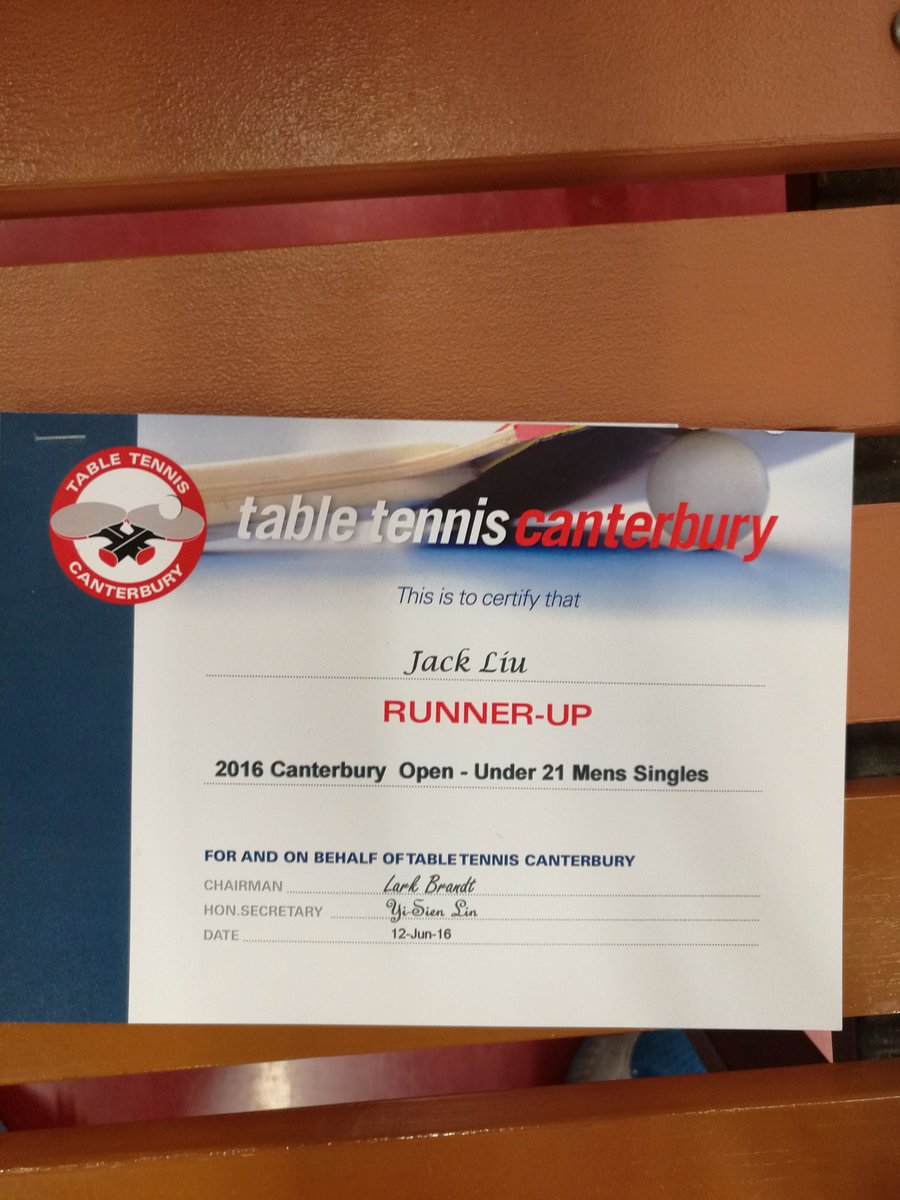 TABLE TENNIS
CANTERBURY
table tennis canterbury
This is to certify that
Jack Liu
RUNNER-UP
2016 Canterbury Open - Under 21 Mens Singles
FOR AND ON BEHALF OF TABLE TENNIS CANTERBURY
CHAIRMAN Lark Brandt
HON.SECRETARY Yi-Sien Lin
DATE 12-Jun-16